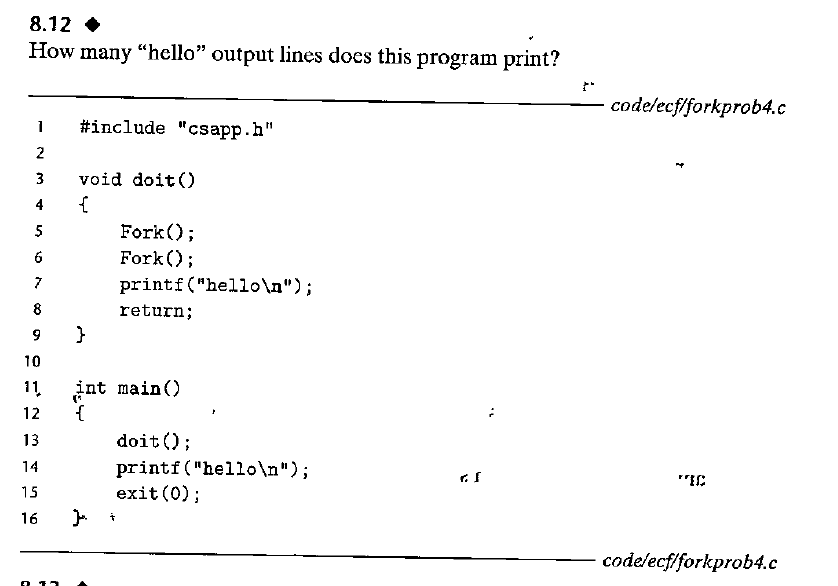 8.12 ◆
How many “hello” output lines does this program print?
code/ecf/forkprob4.c
1 #include "csapp.h"
2
3 void doit()
4 {
5 Fork();
6 Fork();
7 printf("hello\n");
8 return;
9 }
10
11 int main()
12 {
13 doit();
14 printf("hello\n");
15 exit(0);
16 }
code/ecf/forkprob4.c